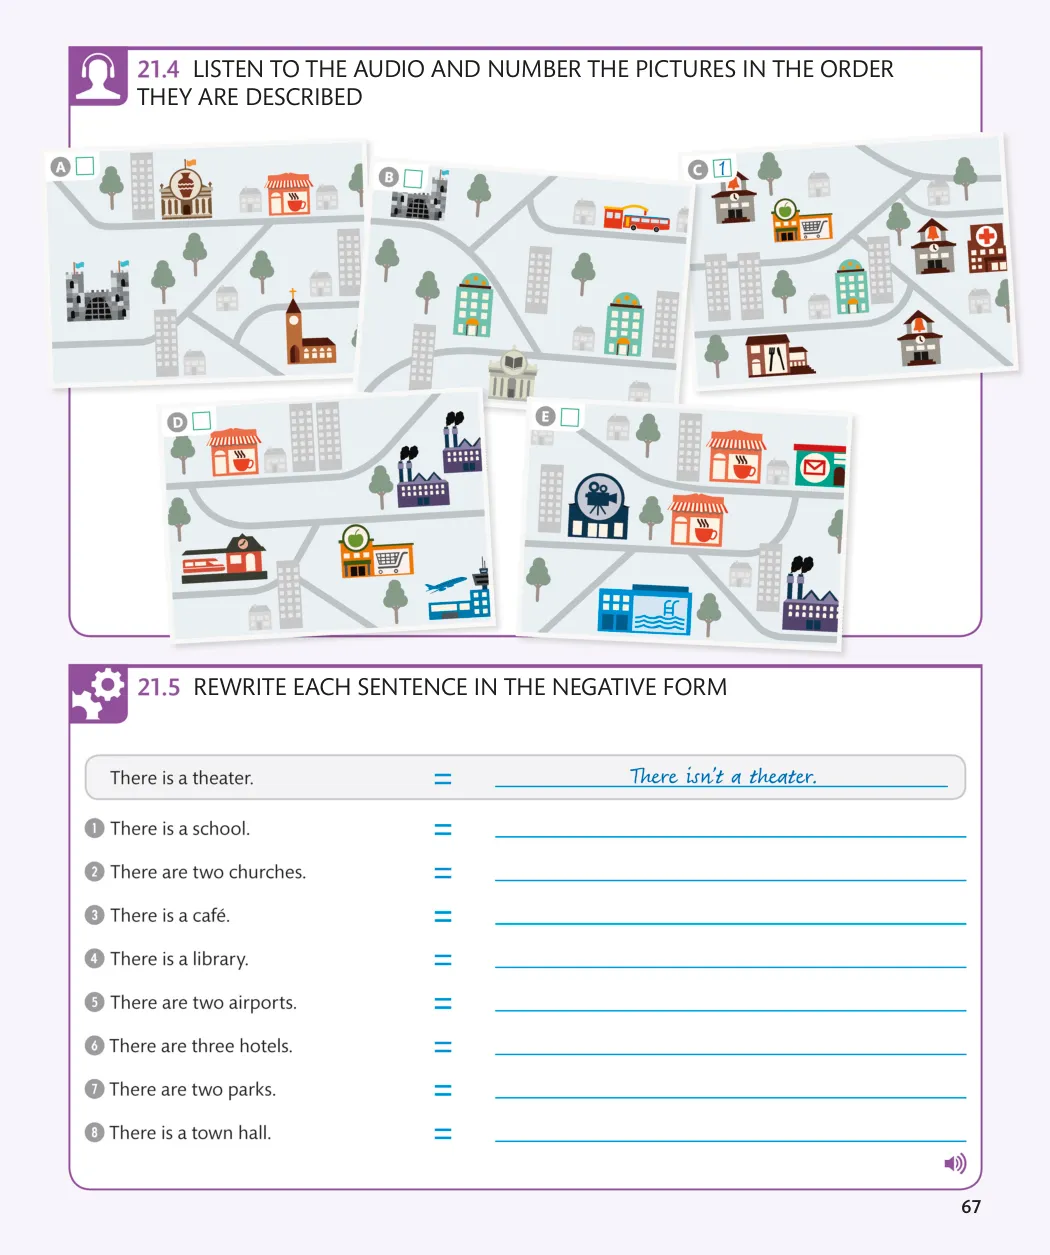 21.4 LISTEN TO THE AUDIO AND NUMBER THE PICTURES IN THE ORDER
THEY ARE DESCRIBED
A
B
C 1
D
E
21.5 REWRITE EACH SENTENCE IN THE NEGATIVE FORM
There is a theater. = There isn't a theater.
1 There is a school. =
2 There are two churches. =
3 There is a café. =
4 There is a library. =
5 There are two airports. =
6 There are three hotels. =
7 There are two parks. =
8 There is a town hall. =
67